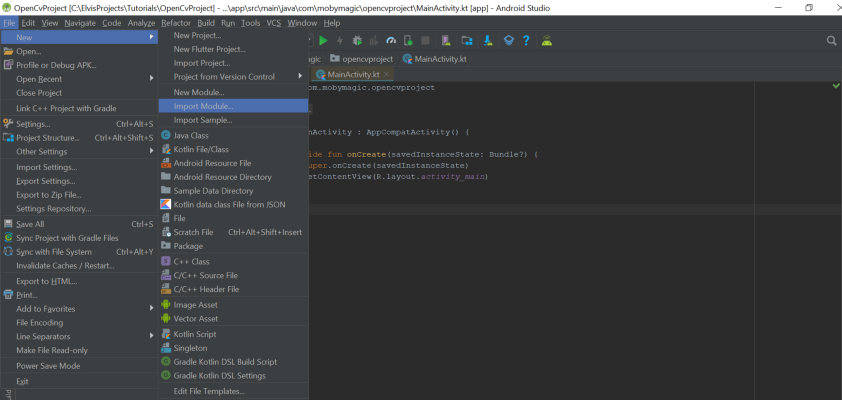 OpenCvProject [C:\ElvisProjects\Tutorials\OpenCvProject] - ...\app\src\main\java\com\mobymagic\opencvproject\MainActivity.kt [app] - Android Studio
File Edit View Navigate Code Analyze Refactor Build Run Tools VCS Window Help
New
Open...
Profile or Debug APK...
Open Recent
Close Project
Link C++ Project with Gradle
Settings... Ctrl+Alt+S
Project Structure... Ctrl+Alt+Shift+S
Other Settings
Import Settings...
Export Settings...
Export to Zip File...
Settings Repository...
Save All Ctrl+S
Sync Project with Gradle Files
Sync with File System Ctrl+Alt+Y
Invalidate Caches / Restart...
Export to HTML...
Print...
Add to Favorites
File Encoding
Line Separators
Make File Read-only
Power Save Mode
Exit
New Project...
New Flutter Project...
Import Project...
Project from Version Control
New Module...
Import Module...
Import Sample...
Java Class
Kotlin File/Class
Android Resource File
Android Resource Directory
Sample Data Directory
Kotlin data class File from JSON
File
Scratch File Ctrl+Alt+Shift+Insert
Package
C++ Class
C/C++ Source File
C/C++ Header File
Image Asset
Vector Asset
Kotlin Script
Singleton
Gradle Kotlin DSL Build Script
Gradle Kotlin DSL Settings
Edit File Templates...
gic opencvproject MainActivity.kt
MainActivity.kt
om.mobymagic.opencvproject
nActivity : AppCompatActivity() {
ide fun onCreate(savedInstanceState: Bundle?) {
uper.onCreate(savedInstanceState)
etContentView(R.layout.activity_main)